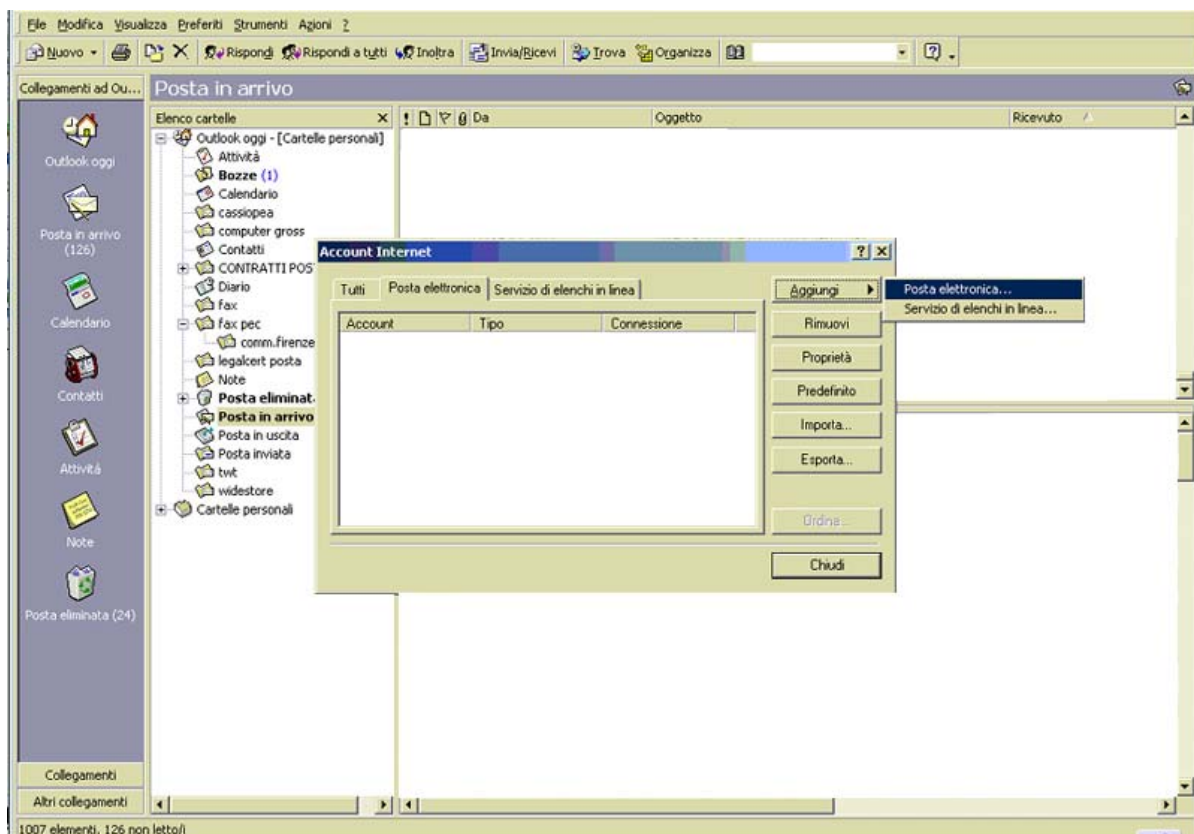 File Modifica Visualizza Preferiti Strumenti Azioni ?
Nuovo Rispondi Rispondi a tutti Inoltra Invia/Ricevi Trova Organizza
Collegamenti ad Ou...
Posta in arrivo
Outlook oggi
Posta in arrivo
(126)
Calendario
Contatti
Attività
Note
Posta eliminata (24)
Collegamenti
Altri collegamenti
Elenco cartelle
Outlook oggi - [Cartelle personali]
Attività
Bozze (1)
Calendario
cassiopea
computer gross
Contatti
CONTRATTI POS
Diario
fax
fax pec
comm.firenze
legalcert posta
Note
Posta eliminat
Posta in arrivo
Posta in uscita
Posta inviata
twt
widestore
Cartelle personali
! Da Oggetto Ricevuto
Account Internet
Tutti Posta elettronica Servizio di elenchi in linea
Account Tipo Connessione
Aggiungi
Rimuovi
Proprietà
Predefinito
Importa...
Esporta...
Ordina...
Chiudi
Posta elettronica...
Servizio di elenchi in linea...
1007 elementi, 126 non letto/i